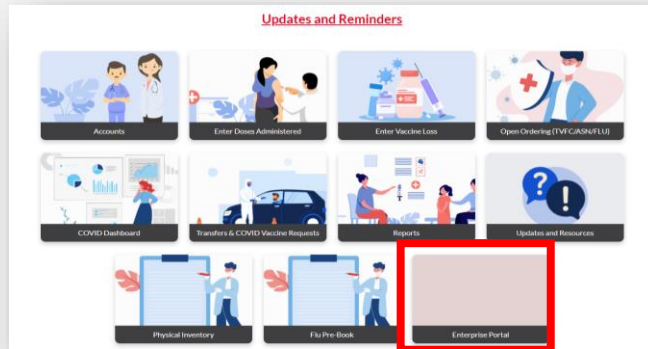 Updates and Reminders
Accounts
Enter Doses Administered
Enter Vaccine Loss
Open Ordering (TVFC/ASN/FLU)
COVID Dashboard
Transfers & COVID Vaccine Requests
Reports
Updates and Resources
Physical Inventory
Flu Pre-Book
Enterprise Portal